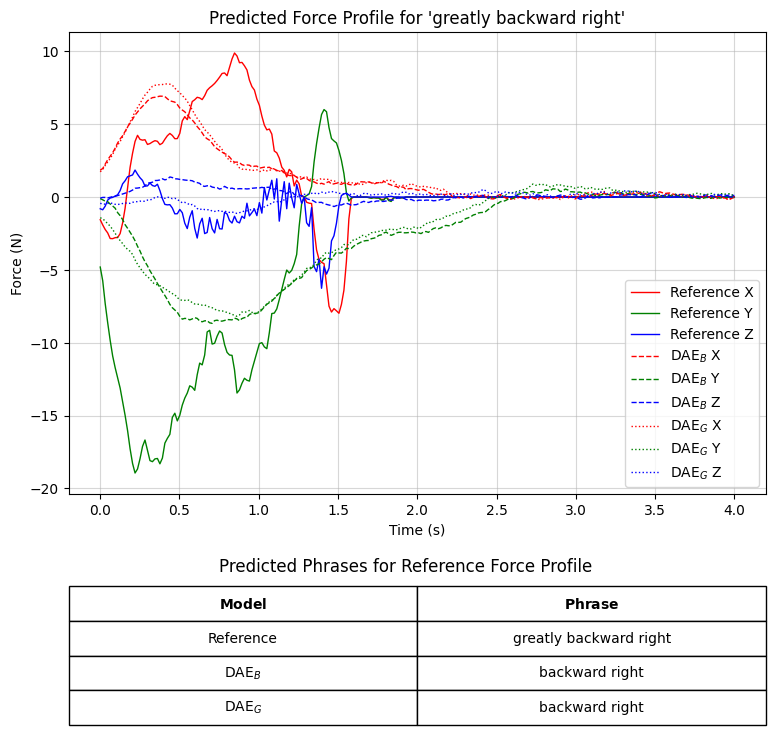 Predicted Force Profile for 'greatly backward right'
10
5
0
−5
−10
−15
−20
Force (N)
0.0 0.5 1.0 1.5 2.0 2.5 3.0 3.5 4.0
Time (s)
Reference X
Reference Y
Reference Z
DAE_B X
DAE_B Y
DAE_B Z
DAE_G X
DAE_G Y
DAE_G Z
Predicted Phrases for Reference Force Profile
Model Phrase
Reference greatly backward right
DAE_B backward right
DAE_G backward right